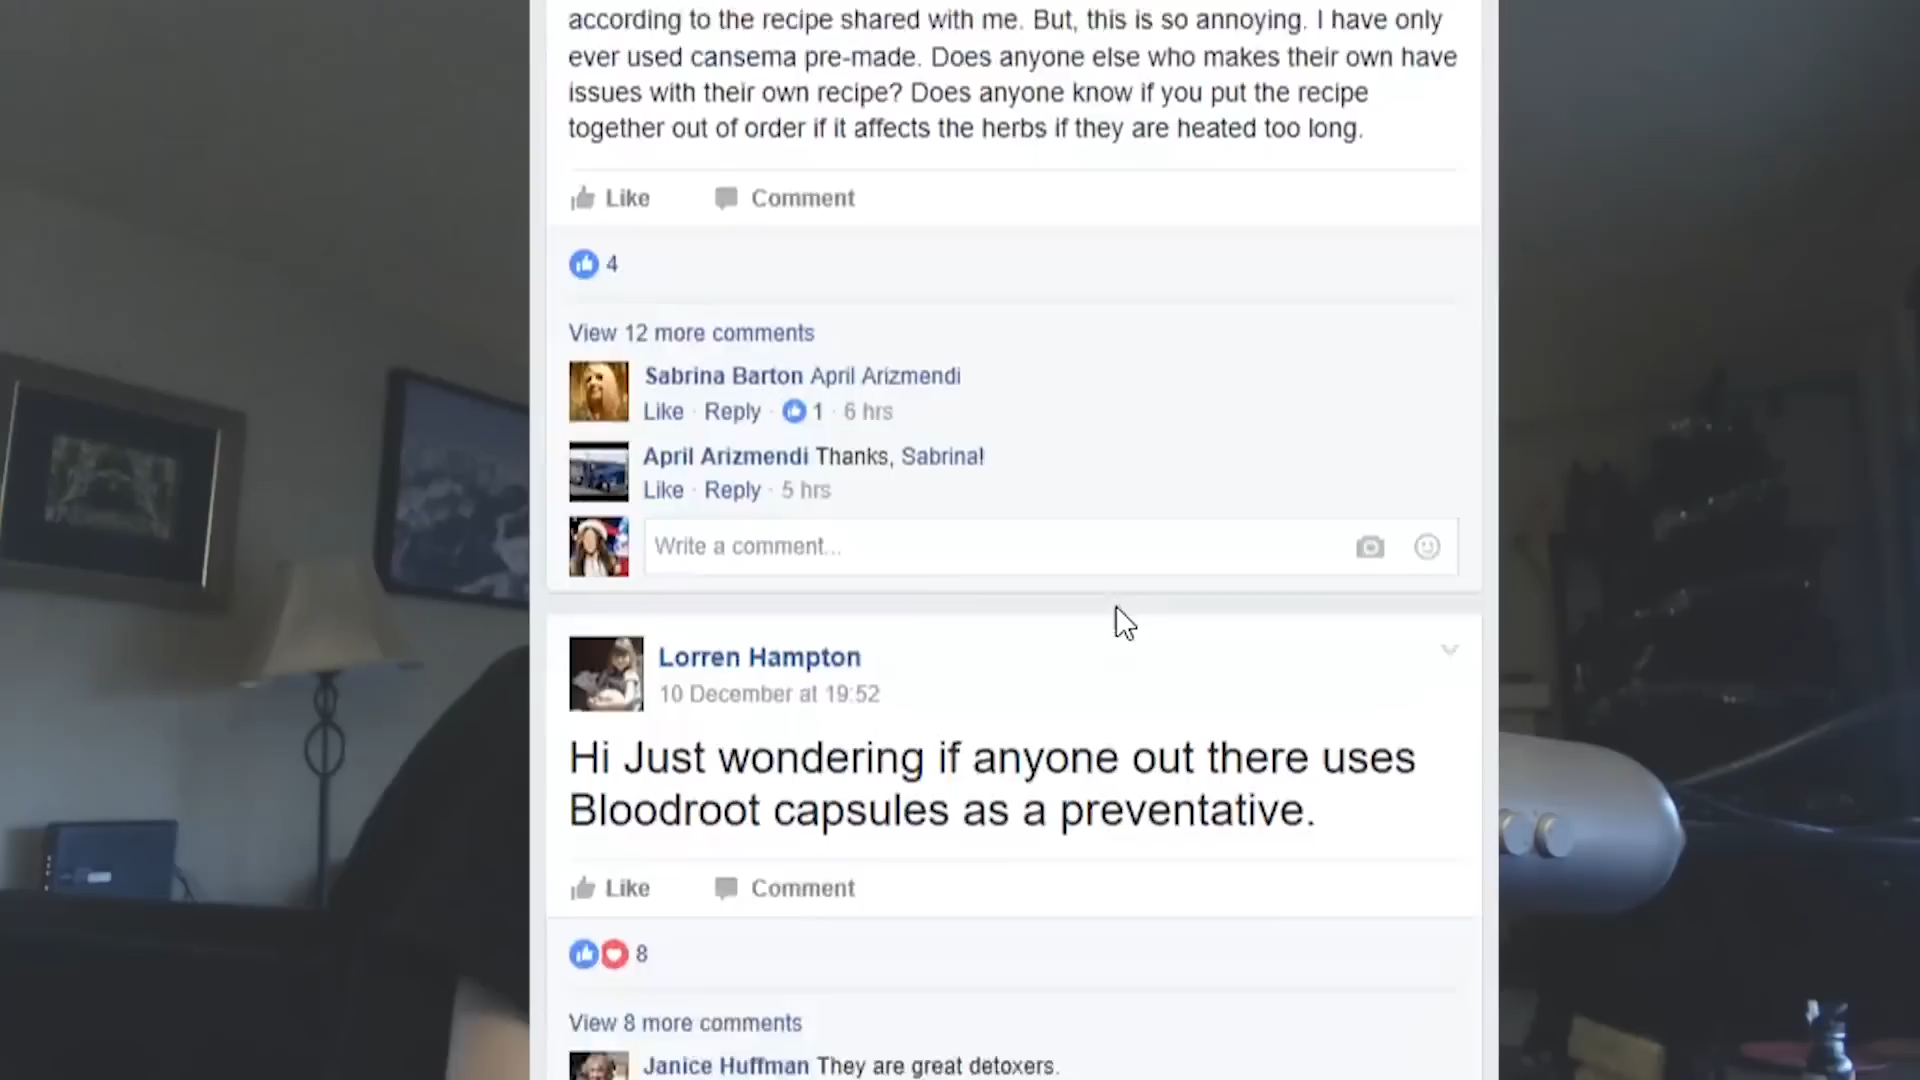 according to the recipe shared with me. But, this is so annoying. I have only
ever used cansema pre-made. Does anyone else who makes their own have
issues with their own recipe? Does anyone know if you put the recipe
together out of order if it affects the herbs if they are heated too long.
Like Comment
4
View 12 more comments
Sabrina Barton April Arizmendi
Like · Reply · 1 · 6 hrs
April Arizmendi Thanks, Sabrina!
Like · Reply · 5 hrs
Write a comment...
Lorren Hampton
10 December at 19:52
Hi Just wondering if anyone out there uses
Bloodroot capsules as a preventative.
Like Comment
8
View 8 more comments
Janice Huffman They are great detoxers.